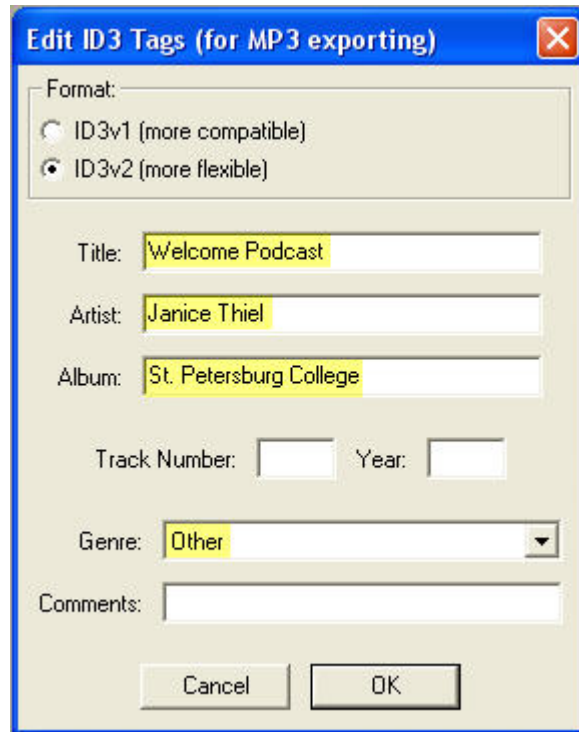 Edit ID3 Tags (for MP3 exporting)
Format:
ID3v1 (more compatible)
ID3v2 (more flexible)
Title: Welcome Podcast
Artist: Janice Thiel
Album: St. Petersburg College
Track Number: Year:
Genre: Other
Comments:
Cancel OK